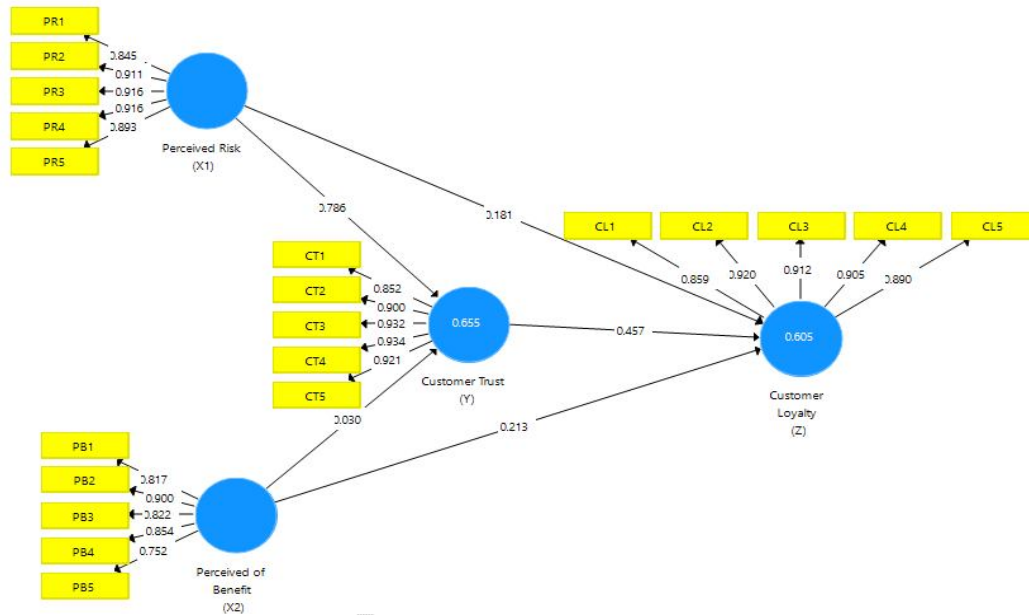 PR1
0.845
PR2
0.911
PR3
0.916
PR4
0.916
0.893
PR5
Perceived Risk
(X1)
0.786
0.181
CL1
CL2
CL3
CL4
CL5
0.859
0.920
0.912
0.905
0.890
CT1
0.852
CT2
0.900
CT3
0.932
CT4
0.934
0.921
CT5
0.655
Customer Trust
(Y)
0.457
0.605
Customer
Loyalty
(Z)
0.030
0.213
PB1
0.817
PB2
0.900
PB3
0.822
PB4
0.854
0.752
PB5
Perceived of
Benefit
(X2)